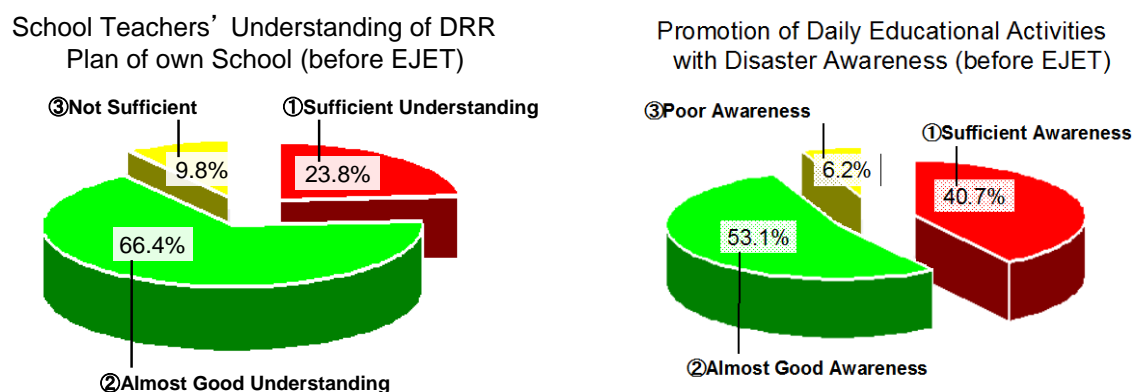 School Teachers’ Understanding of DRR
Plan of own School (before EJET)
③Not Sufficient
①Sufficient Understanding
9.8%
23.8%
66.4%
②Almost Good Understanding
Promotion of Daily Educational Activities
with Disaster Awareness (before EJET)
③Poor Awareness
①Sufficient Awareness
6.2%
40.7%
53.1%
②Almost Good Awareness